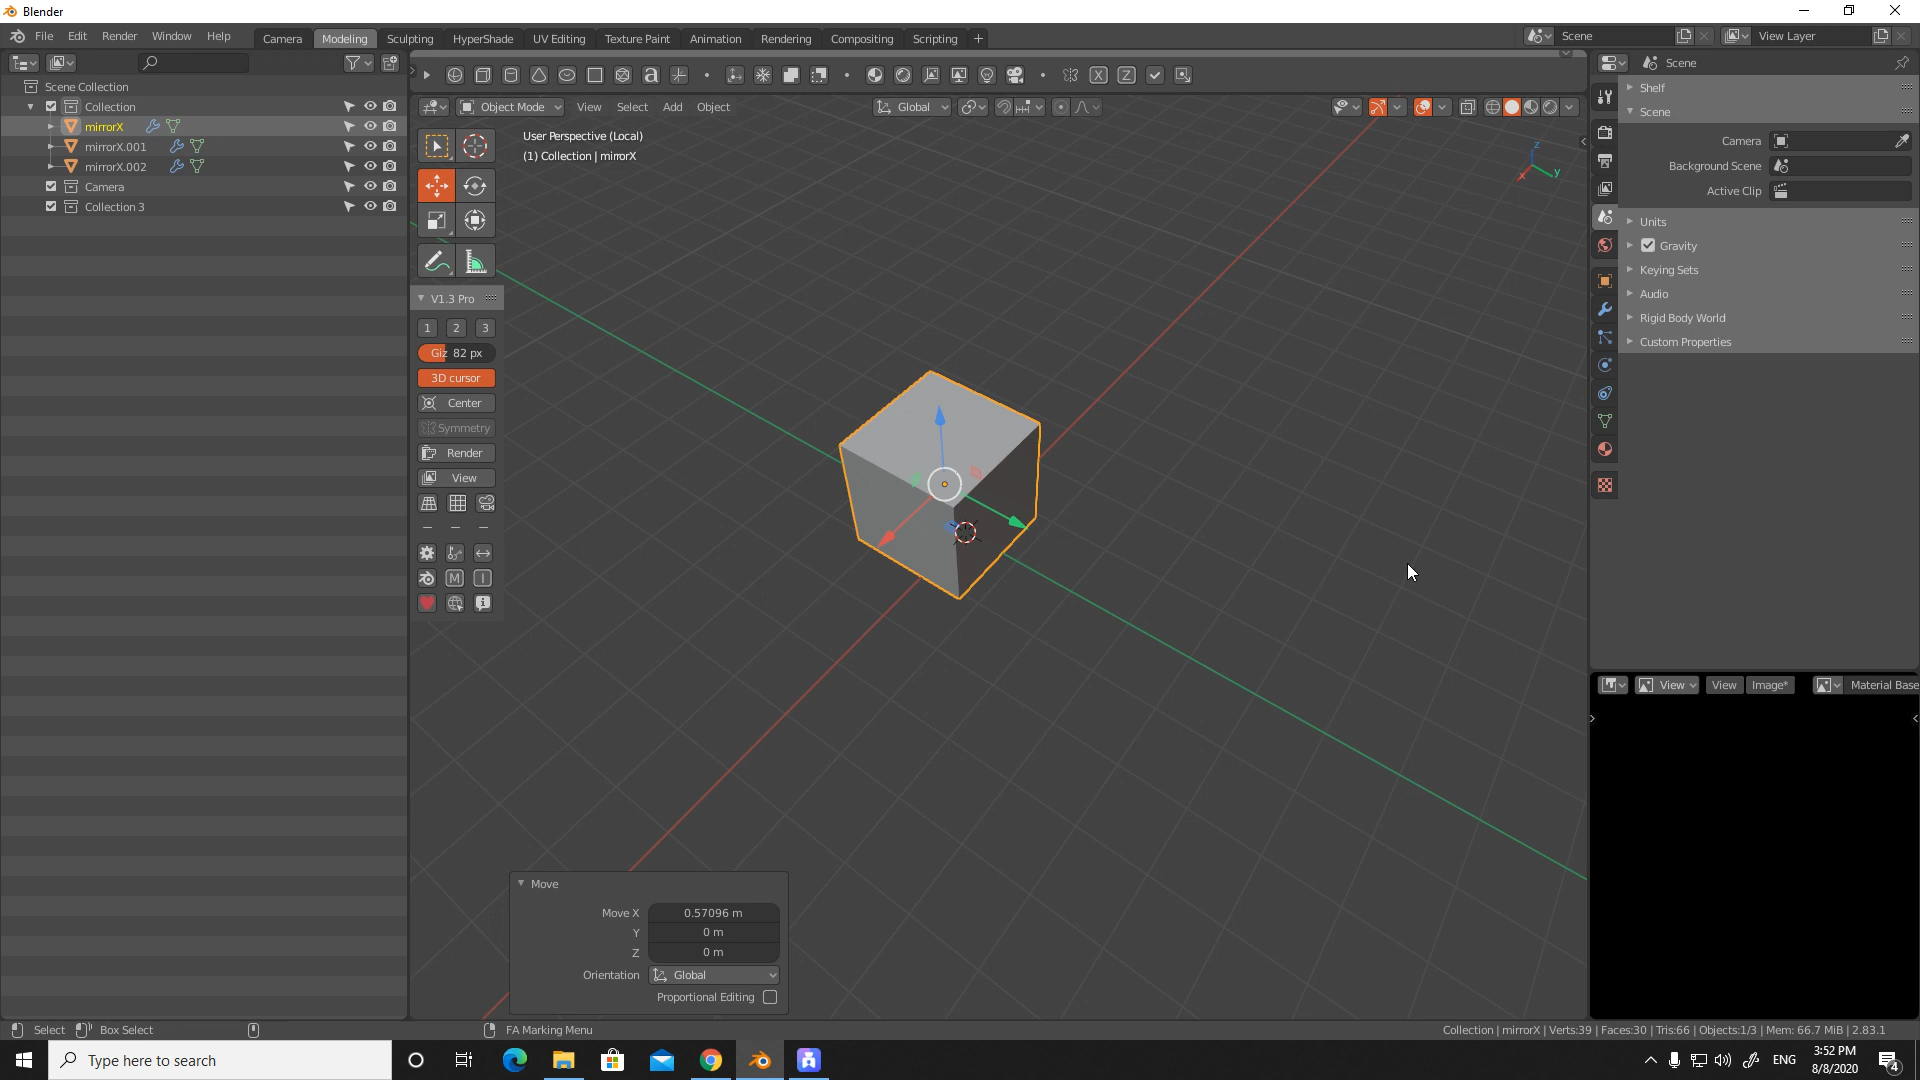 Blender
File Edit Render Window Help
Camera Modeling Sculpting HyperShade UV Editing Texture Paint Animation Rendering Compositing Scripting +
Scene
View Layer
Scene Collection
Collection
mirrorX
mirrorX.001
mirrorX.002
Camera
Collection 3
a X Z
Object Mode View Select Add Object
Global
User Perspective (Local)
(1) Collection | mirrorX
z
x y
V1.3 Pro
1 2 3
Giz 82 px
3D cursor
Center
Symmetry
Render
View
M I
Move
Move X 0.57096 m
Y 0 m
Z 0 m
Orientation Global
Proportional Editing
Scene
Shelf
Scene
Camera
Background Scene
Active Clip
Units
Gravity
Keying Sets
Audio
Rigid Body World
Custom Properties
View View Image* Material Base
Select Box Select FA Marking Menu
Collection | mirrorX | Verts:39 | Faces:30 | Tris:66 | Objects:1/3 | Mem: 66.7 MiB | 2.83.1
Type here to search
ENG
3:52 PM
8/8/2020
4